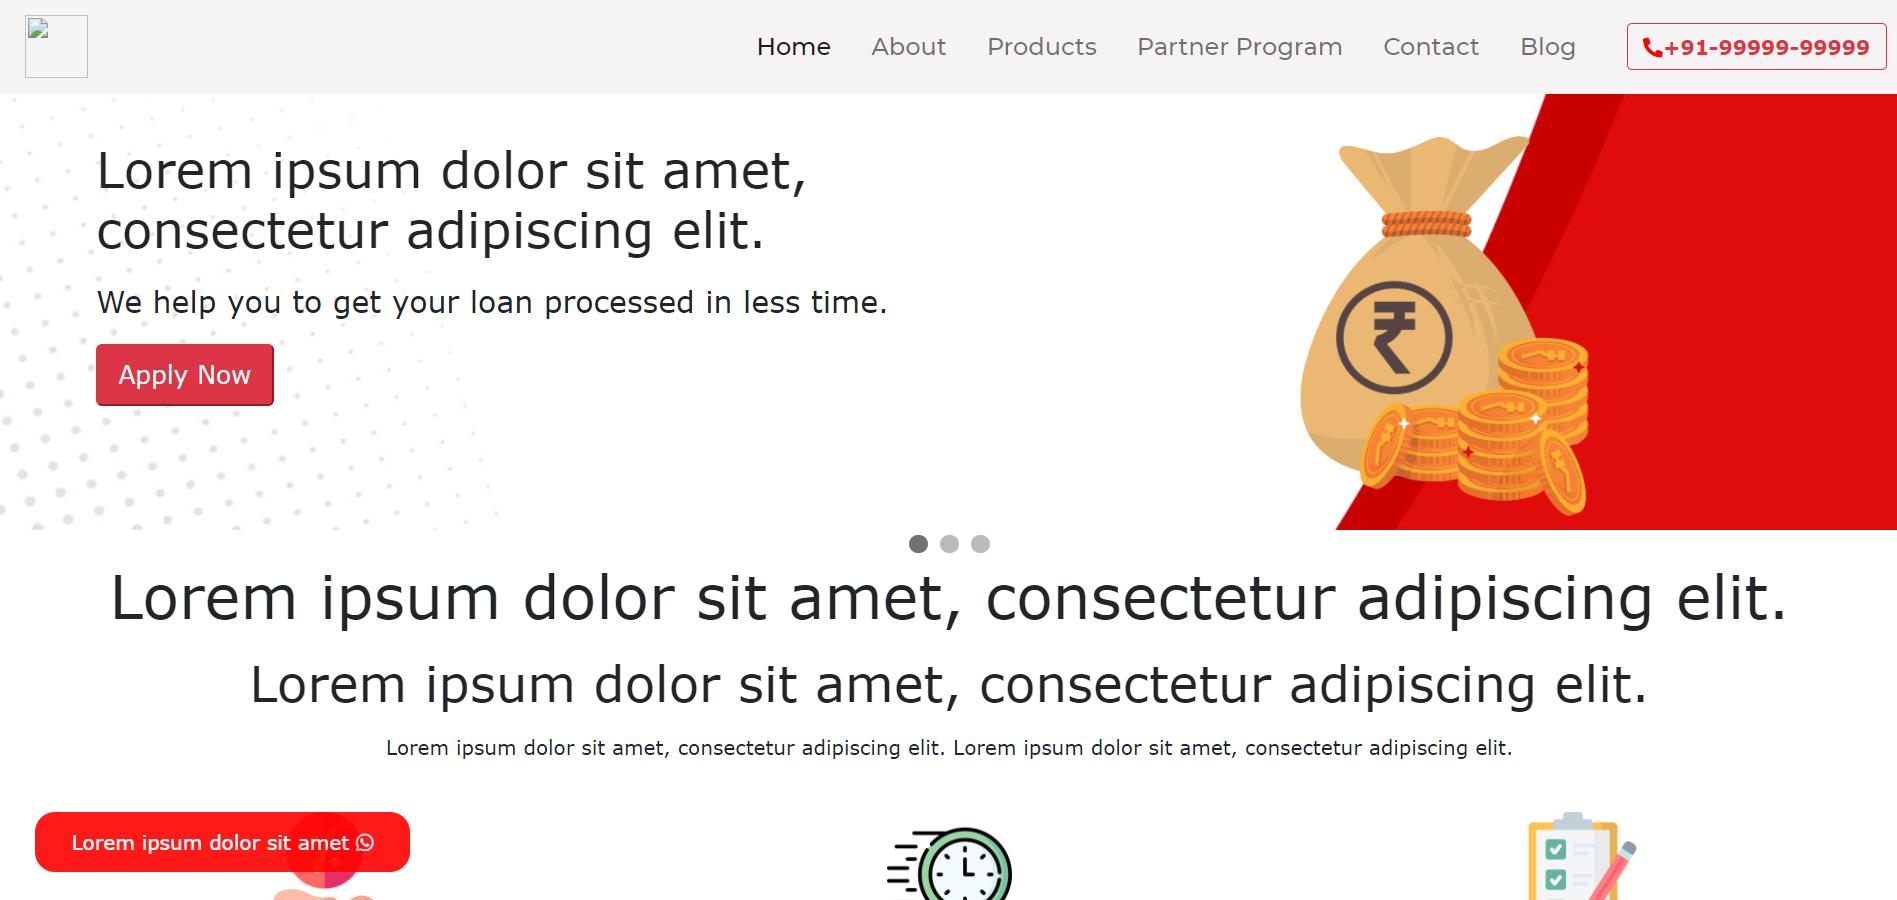 Home About Products Partner Program Contact Blog +91-99999-99999
Lorem ipsum dolor sit amet,
consectetur adipiscing elit.
We help you to get your loan processed in less time.
Apply Now
₹
Lorem ipsum dolor sit amet, consectetur adipiscing elit.
Lorem ipsum dolor sit amet, consectetur adipiscing elit.
Lorem ipsum dolor sit amet, consectetur adipiscing elit. Lorem ipsum dolor sit amet, consectetur adipiscing elit.
Lorem ipsum dolor sit amet